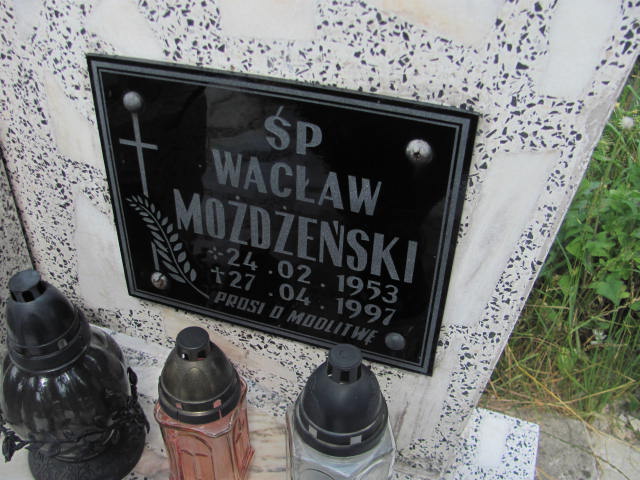 ŚP
WACŁAW
MOŻDŻEŃSKI
* 24.02.1953
† 27.04.1997
PROSI O MODLITWĘ